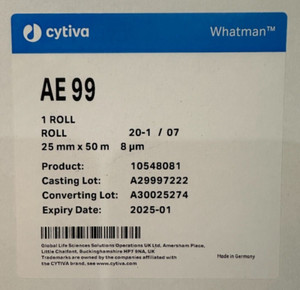 cytiva
Whatman™
AE 99
1 ROLL
ROLL 20-1 / 07
25 mm x 50 m 8 µm
Product: 10548081
Casting Lot: A29997222
Converting Lot: A30025274
Expiry Date: 2025-01
Global Life Sciences Solutions Operations UK Ltd, Amersham Place,
Little Chalfont, Buckinghamshire HP7 9NA, UK
Trademarks are owned by the companies affiliated with
the CYTIVA brand, see www.cytiva.com
Made in Germany